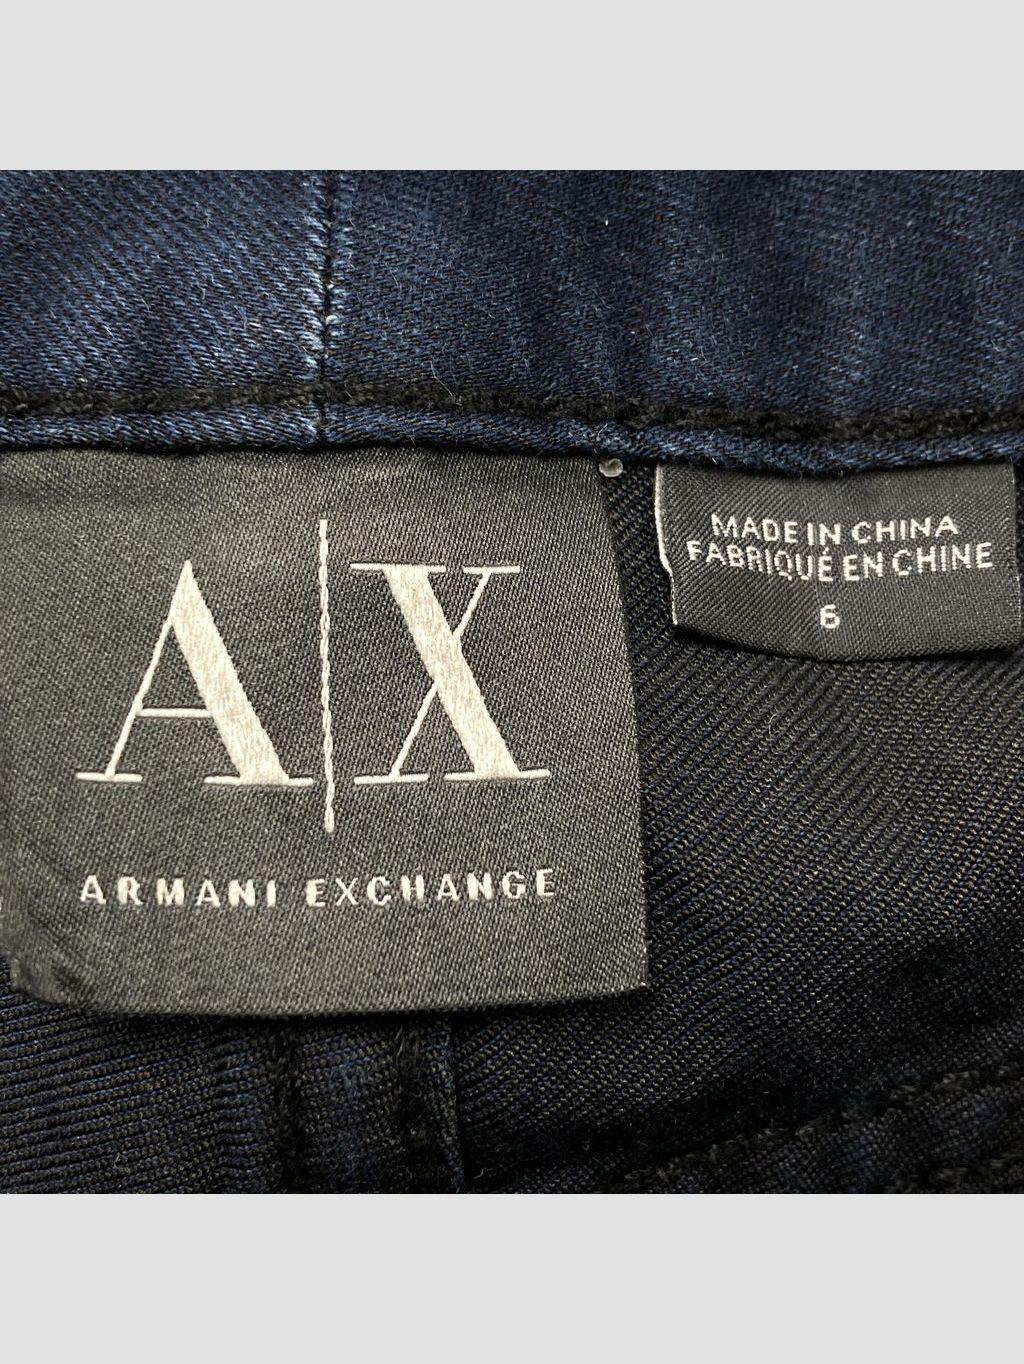 A|X
ARMANI EXCHANGE
MADE IN CHINA
FABRIQUÉ EN CHINE
6